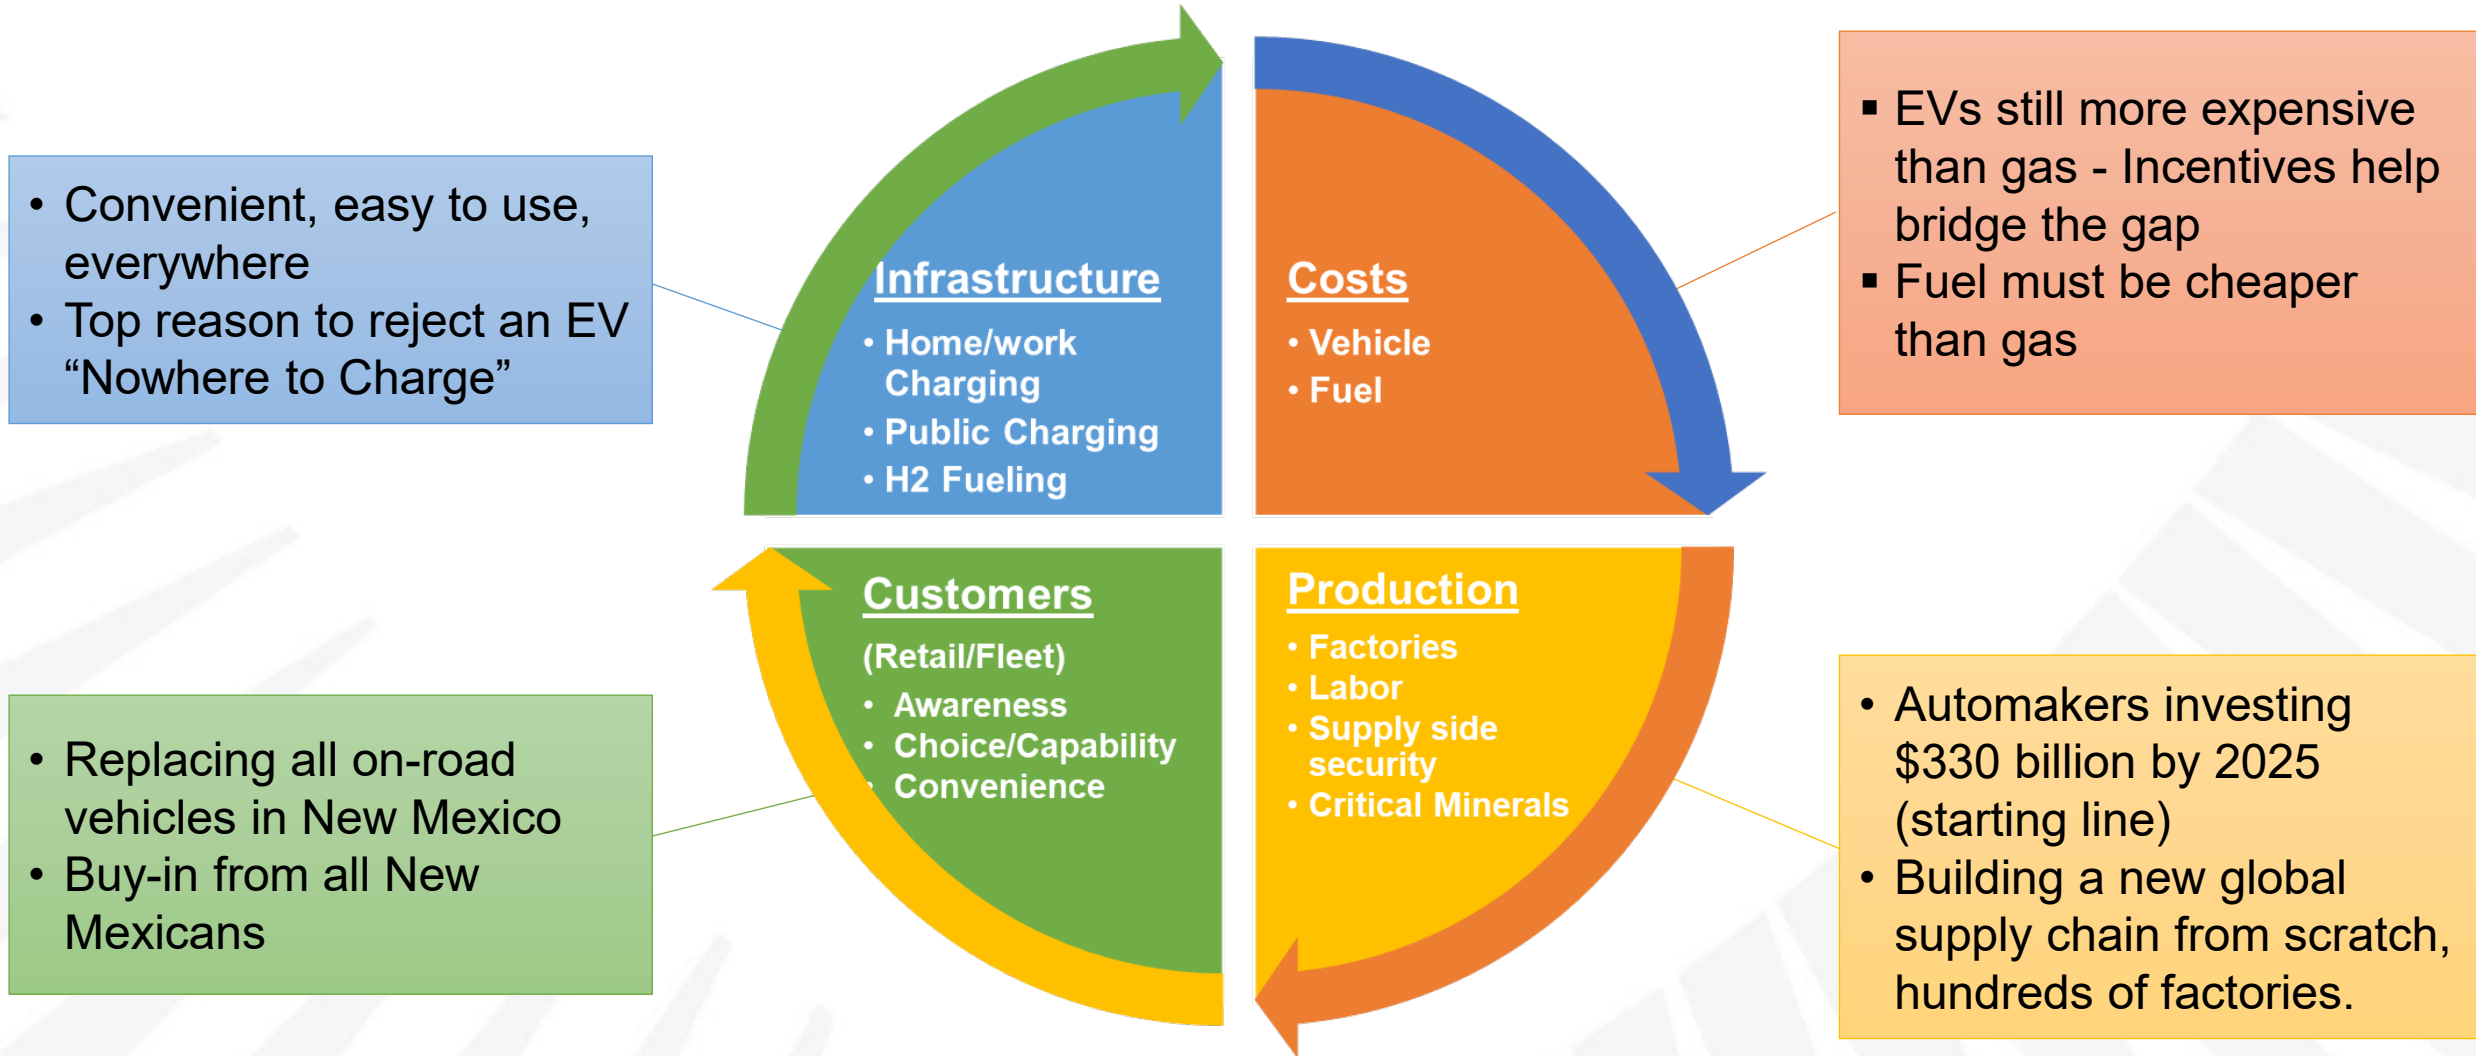 • Convenient, easy to use,
everywhere
• Top reason to reject an EV
“Nowhere to Charge”
Infrastructure
• Home/work
Charging
• Public Charging
• H2 Fueling
Costs
• Vehicle
• Fuel
▪ EVs still more expensive
than gas - Incentives help
bridge the gap
▪ Fuel must be cheaper
than gas
• Replacing all on-road
vehicles in New Mexico
• Buy-in from all New
Mexicans
Customers
(Retail/Fleet)
• Awareness
• Choice/Capability
• Convenience
Production
• Factories
• Labor
• Supply side
security
• Critical Minerals
• Automakers investing
$330 billion by 2025
(starting line)
• Building a new global
supply chain from scratch,
hundreds of factories.